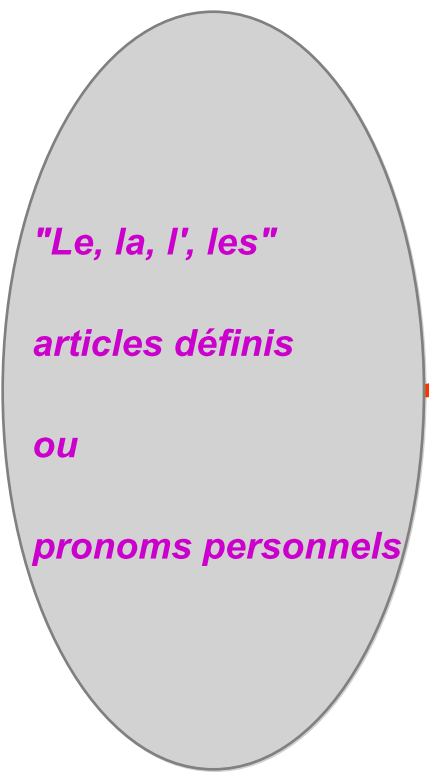 "Le, la, l', les"
articles définis
ou
pronoms personnels